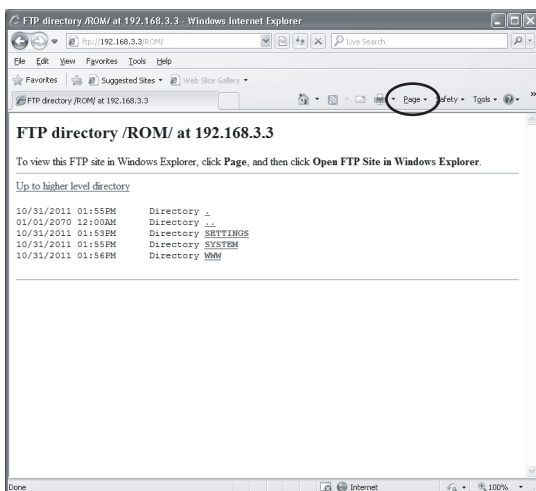 FTP directory /ROM/ at 192.168.3.3 - Windows Internet Explorer
ftp://192.168.3.3/ROM/
Live Search
File Edit View Favorites Tools Help
Favorites Suggested Sites Web Slice Gallery
FTP directory /ROM/ at 192.168.3.3
Page Safety Tools
FTP directory /ROM/ at 192.168.3.3
To view this FTP site in Windows Explorer, click Page, and then click Open FTP Site in Windows Explorer.
Up to higher level directory
10/31/2011 01:55PM Directory .
01/01/2070 12:00AM Directory ..
10/31/2011 01:53PM Directory SETTINGS
10/31/2011 01:55PM Directory SYSTEM
10/31/2011 01:56PM Directory WWW
Done Internet 100%